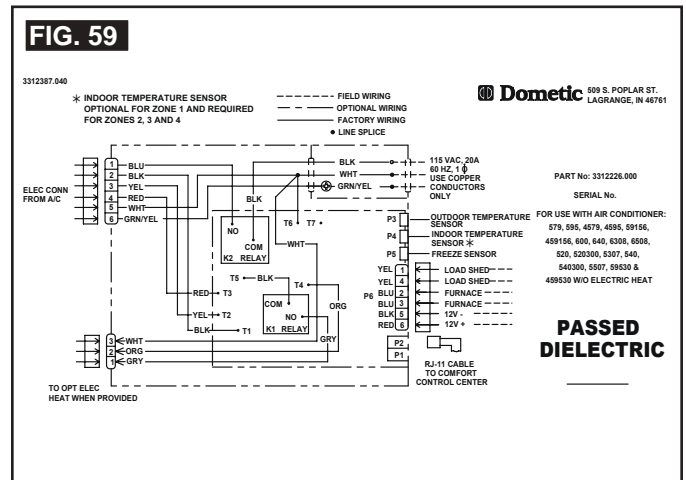 FIG. 59
3312387.040
* INDOOR TEMPERATURE SENSOR
OPTIONAL FOR ZONE 1 AND REQUIRED
FOR ZONES 2, 3 AND 4
FIELD WIRING
OPTIONAL WIRING
FACTORY WIRING
• LINE SPLICE
Dometic
509 S. POPLAR ST.
LAGRANGE, IN 46761
ELEC CONN
FROM A/C
1 BLU
2 BLK
3 YEL
4 RED
5 WHT
6 GRN/YEL
BLK
WHT
GRN/YEL
115 VAC, 20A
60 HZ, 1 ϕ
USE COPPER
CONDUCTORS
ONLY
BLK
NO
COM
K2 RELAY
T6
T7
WHT
T5
BLK
T4
COM
NO
K1 RELAY
RED
T3
YEL
T2
BLK
T1
ORG
GRY
P3
OUTDOOR TEMPERATURE
SENSOR
P4
INDOOR TEMPERATURE
SENSOR *
P5
FREEZE SENSOR
P6
YEL 1 LOAD SHED
YEL 4 LOAD SHED
BLU 2 FURNACE
BLU 3 FURNACE
BLK 5 12V -
RED 6 12V +
P2
P1
RJ-11 CABLE
TO COMFORT
CONTROL CENTER
3 WHT
2 ORG
1 GRY
TO OPT ELEC
HEAT WHEN PROVIDED
PART No: 3312226.000
SERIAL No.
FOR USE WITH AIR CONDITIONER:
579, 595, 4579, 4595, 59156,
459156, 600, 640, 6308, 6508,
520, 520300, 5307, 540,
540300, 5507, 59530 &
459530 W/O ELECTRIC HEAT
PASSED
DIELECTRIC